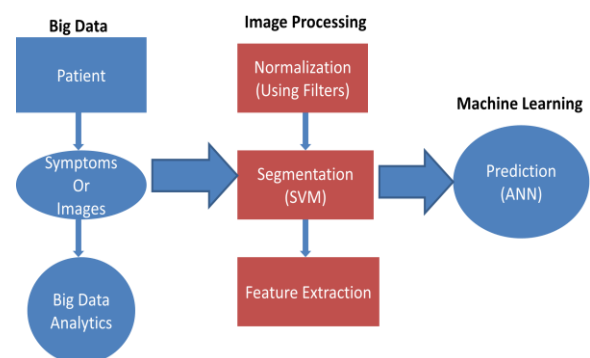 Big Data
Patient
Symptoms
Or
Images
Big Data
Analytics
Image Processing
Normalization
(Using Filters)
Segmentation
(SVM)
Feature Extraction
Machine Learning
Prediction
(ANN)